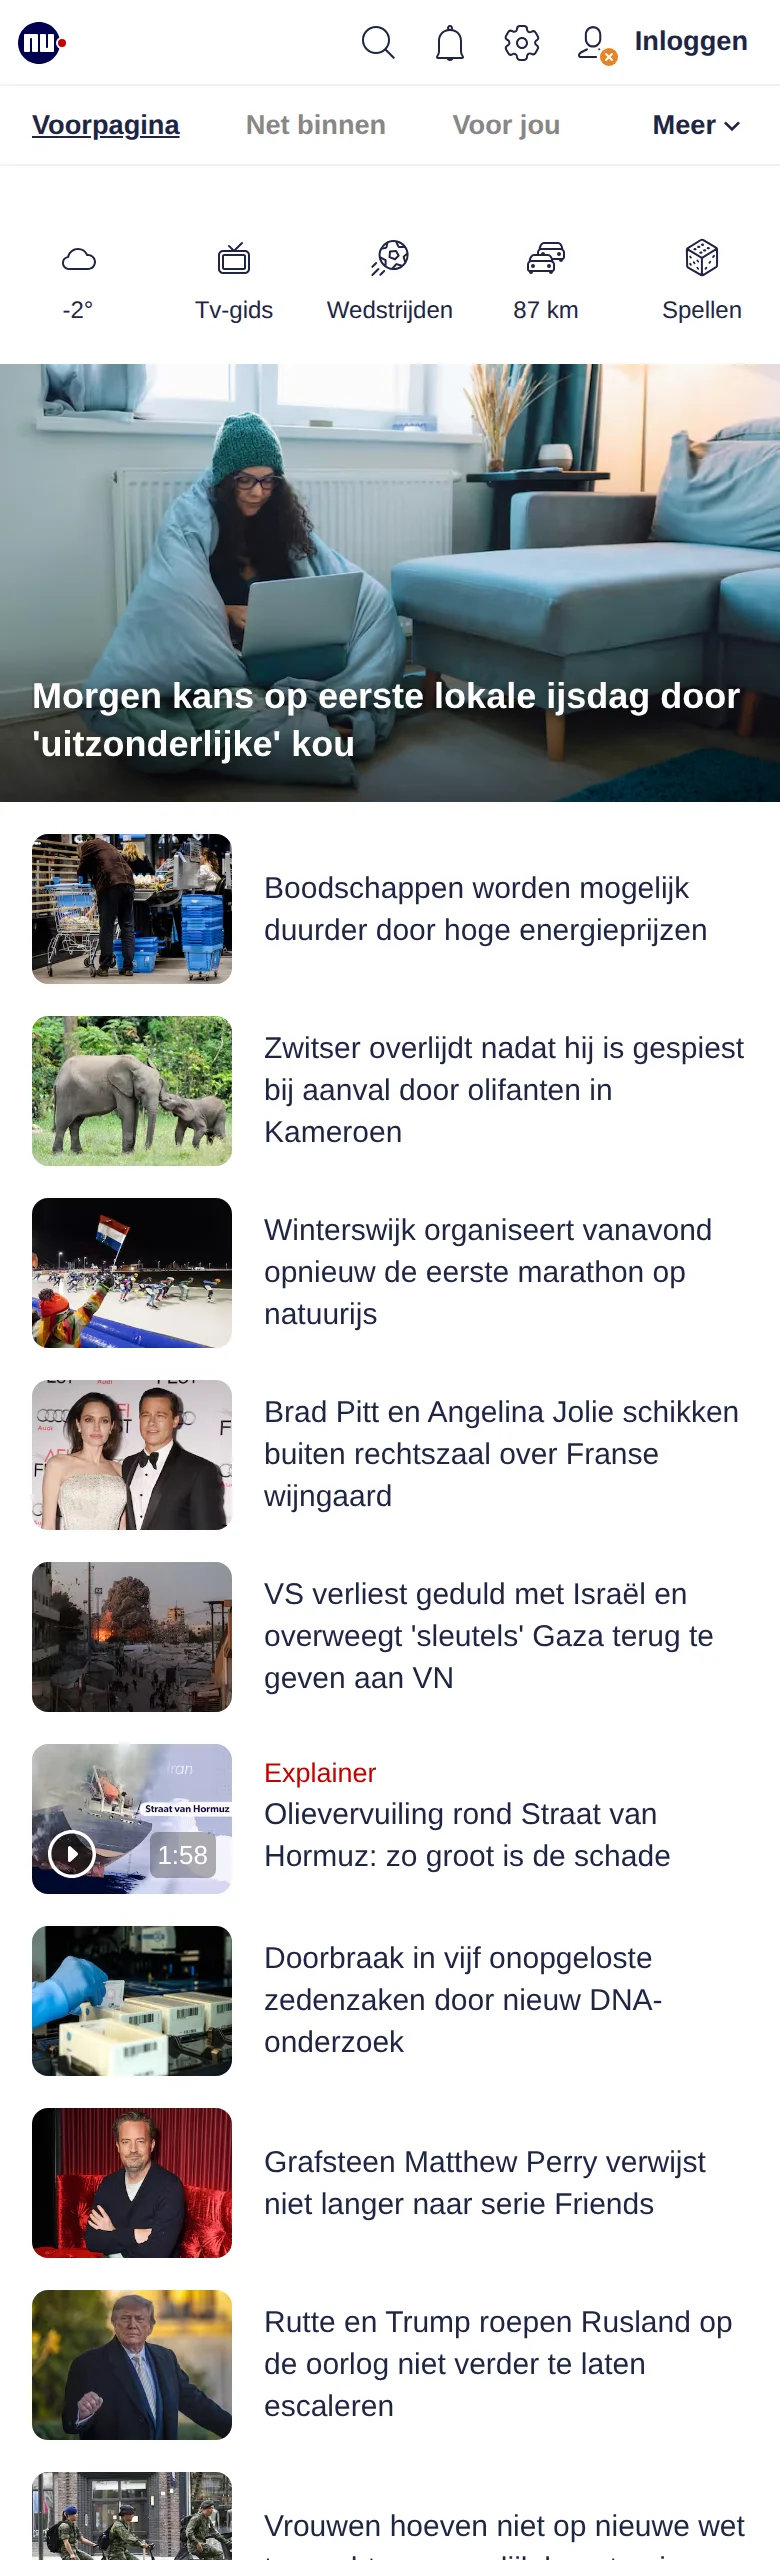 nu
Inloggen
Voorpagina
Net binnen
Voor jou
Meer
-2°
Tv-gids
Wedstrijden
87 km
Spellen
Morgen kans op eerste lokale ijsdag door
'uitzonderlijke' kou
Boodschappen worden mogelijk
duurder door hoge energieprijzen
Zwitser overlijdt nadat hij is gespiest
bij aanval door olifanten in
Kameroen
Winterswijk organiseert vanavond
opnieuw de eerste marathon op
natuurijs
Audi
Brad Pitt en Angelina Jolie schikken
buiten rechtszaal over Franse
wijngaard
VS verliest geduld met Israël en
overweegt 'sleutels' Gaza terug te
geven aan VN
Iran
Straat van Hormuz
1:58
Explainer
Olievervuiling rond Straat van
Hormuz: zo groot is de schade
Doorbraak in vijf onopgeloste
zedenzaken door nieuw DNA-
onderzoek
Grafsteen Matthew Perry verwijst
niet langer naar serie Friends
Rutte en Trump roepen Rusland op
de oorlog niet verder te laten
escaleren
Vrouwen hoeven niet op nieuwe wet